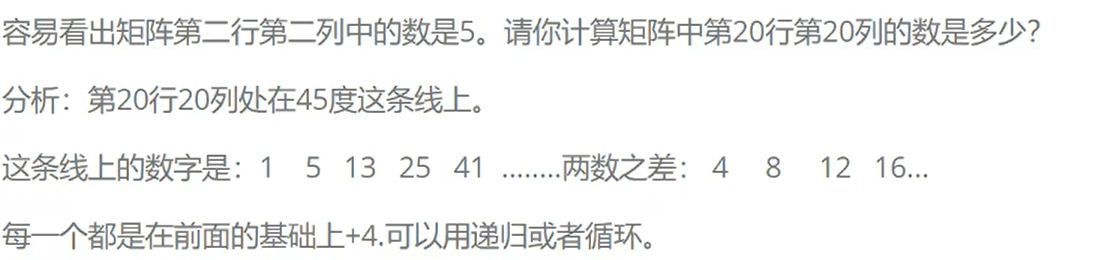 容易看出矩阵第二行第二列中的数是5。请你计算矩阵中第20行第20列的数是多少？
分析：第20行20列处在45度这条线上。
这条线上的数字是：1 5 13 25 41 ........两数之差： 4 8 12 16...
每一个都是在前面的基础上+4.可以用递归或者循环。